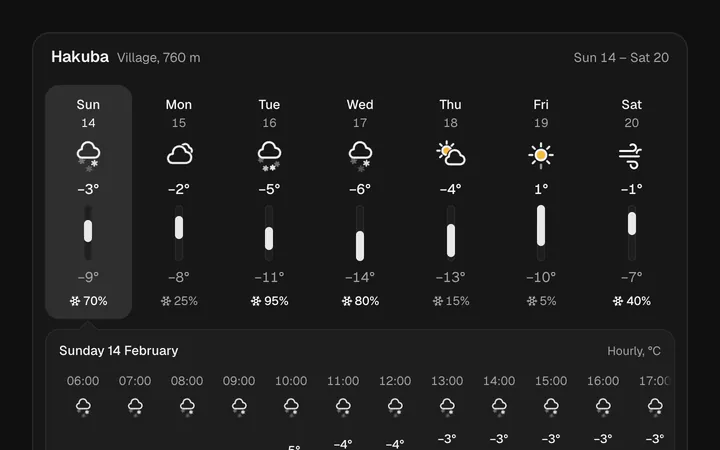 Hakuba Village, 760 m Sun 14 – Sat 20
Sun Mon Tue Wed Thu Fri Sat
14 15 16 17 18 19 20
−3° −2° −5° −6° −4° 1° −1°
−9° −8° −11° −14° −13° −10° −7°
70% 25% 95% 80% 15% 5% 40%
Sunday 14 February Hourly, °C
06:00 07:00 08:00 09:00 10:00 11:00 12:00 13:00 14:00 15:00 16:00 17:00
−4° −4° −3° −3° −3° −3° −3°